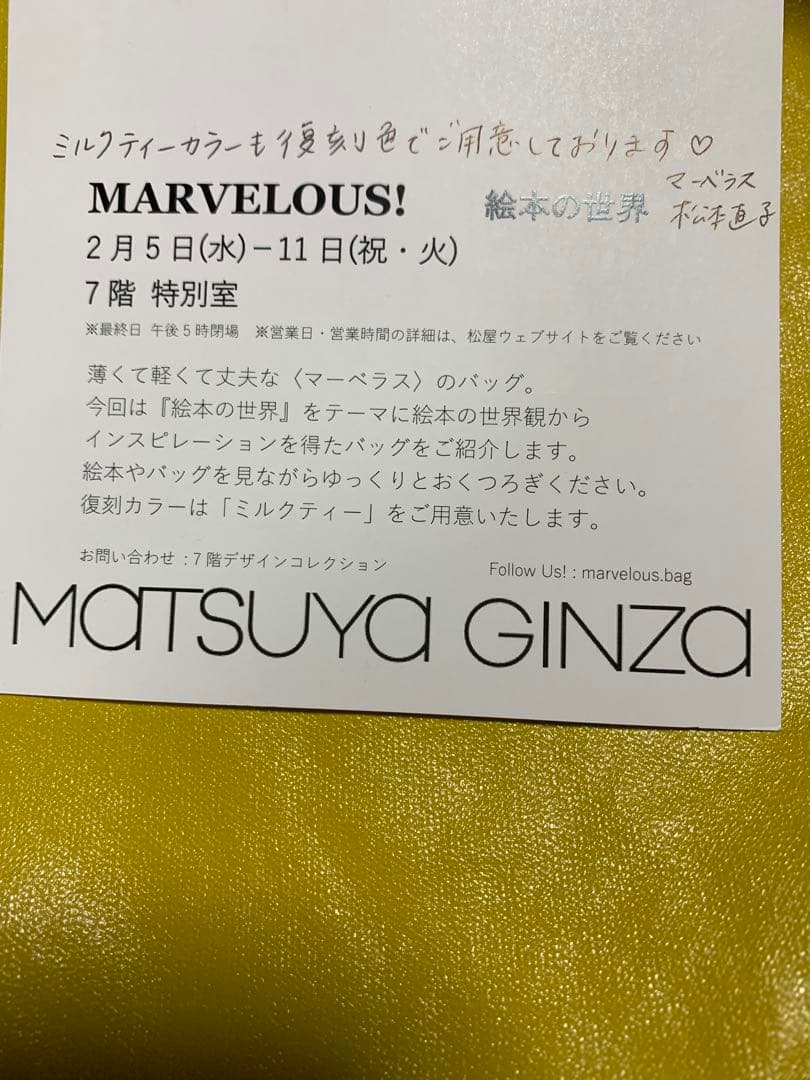 ミルクティーカラーも復刻色でご用意しております♡
MARVELOUS!
絵本の世界
マーベラス
松本直子
2月5日(水)−11日(祝・火)
7階 特別室
※最終日 午後5時閉場 ※営業日・営業時間の詳細は、松屋ウェブサイトをご覧ください
薄くて軽くて丈夫な〈マーベラス〉のバッグ。
今回は『絵本の世界』をテーマに絵本の世界観から
インスピレーションを得たバッグをご紹介します。
絵本やバッグを見ながらゆっくりとおくつろぎください。
復刻カラーは「ミルクティー」をご用意いたします。
お問い合わせ：7階デザインコレクション
Follow Us! : marvelous.bag
MATSUYA GINZA